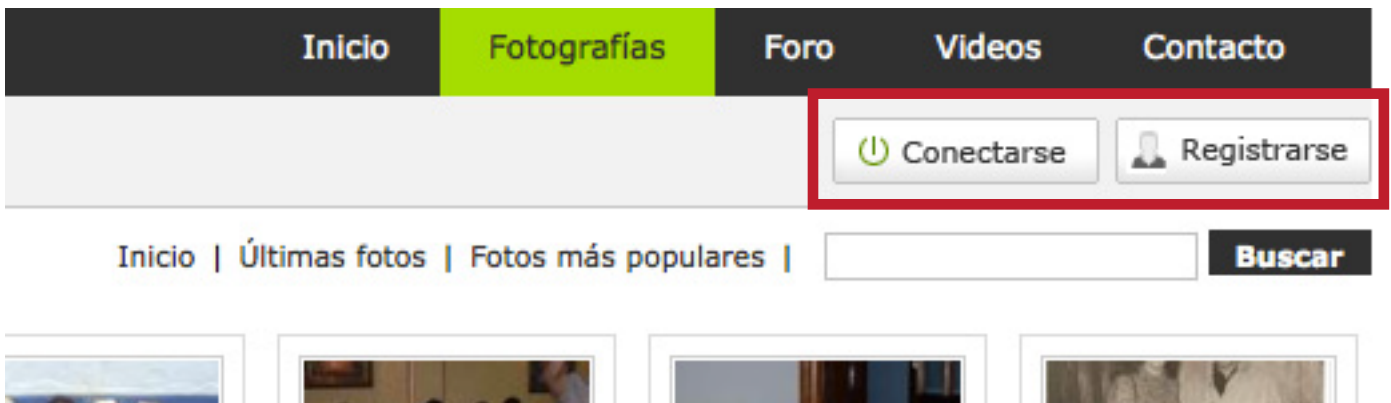 Inicio Fotografías Foro Videos Contacto
Conectarse Registrarse
Inicio | Últimas fotos | Fotos más populares | Buscar